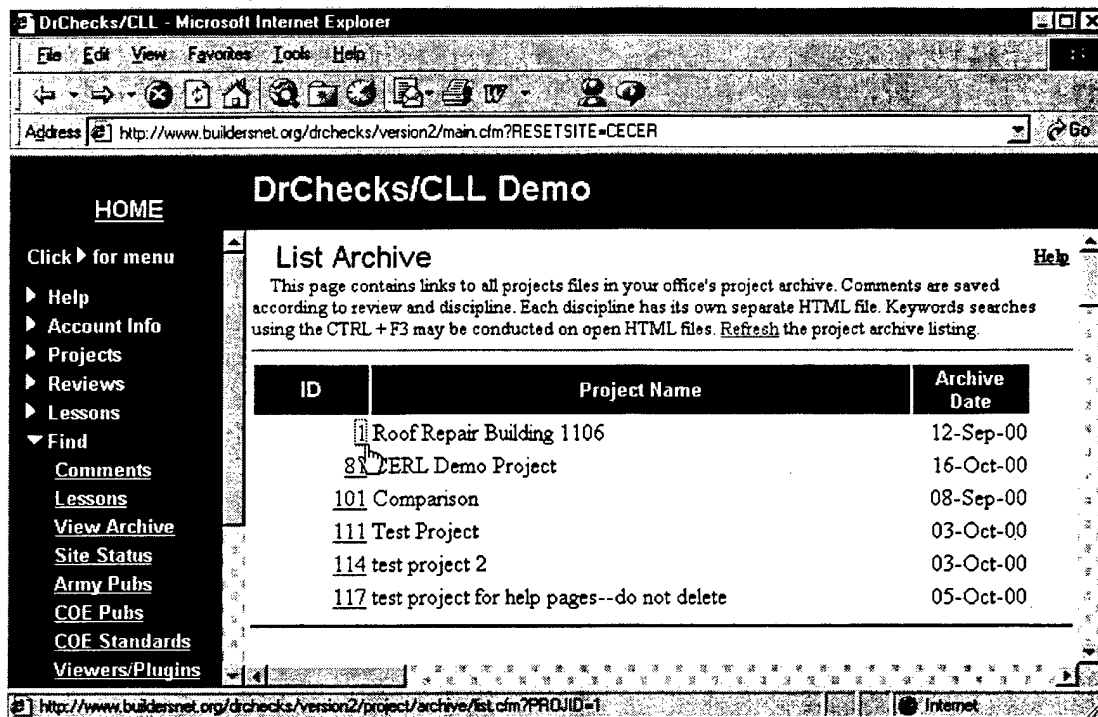 DrChecks/CLL - Microsoft Internet Explorer
File Edit View Favorites Tools Help
Address http://www.buildersnet.org/drchecks/version2/main.cfm?RESETSITE=CECER Go
HOME
DrChecks/CLL Demo
Click for menu
Help
Account Info
Projects
Reviews
Lessons
Find
Comments
Lessons
View Archive
Site Status
Army Pubs
COE Pubs
COE Standards
Viewers/Plugins
List Archive Help
This page contains links to all projects files in your office's project archive. Comments are saved
according to review and discipline. Each discipline has its own separate HTML file. Keywords searches
using the CTRL + F3 may be conducted on open HTML files. Refresh the project archive listing.
ID Project Name Archive Date
1 Roof Repair Building 1106 12-Sep-00
81 CERL Demo Project 16-Oct-00
101 Comparison 08-Sep-00
111 Test Project 03-Oct-00
114 test project 2 03-Oct-00
117 test project for help pages--do not delete 05-Oct-00
http://www.buildersnet.org/drchecks/version2/project/archive/list.cfm?PROJID=1 Internet